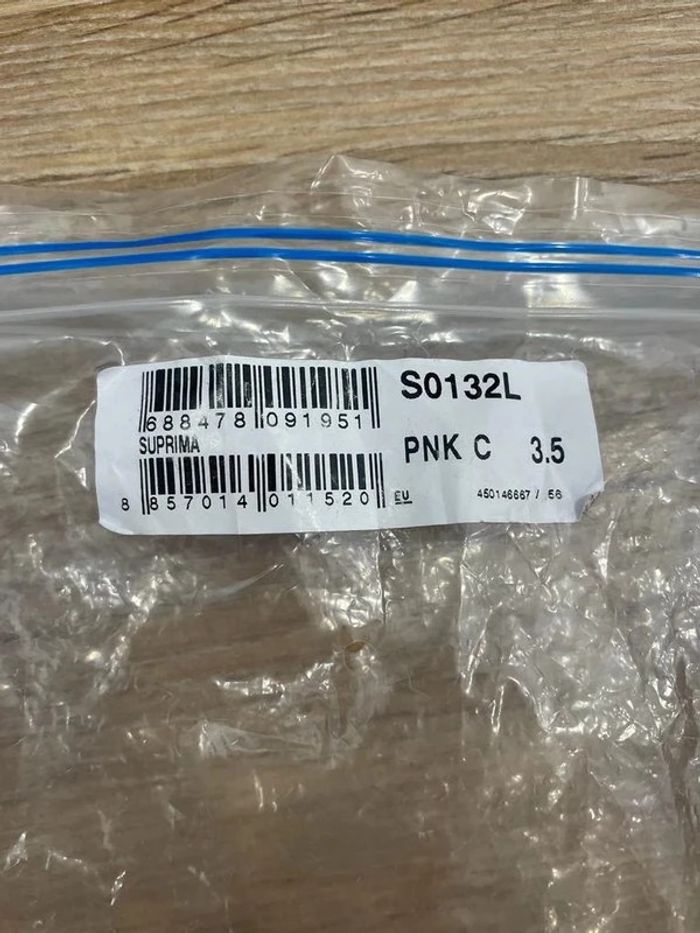 S0132L
688478 091951
SUPRIMA
PNK C 3.5
8 857014 011520 EU
450146667 / 56